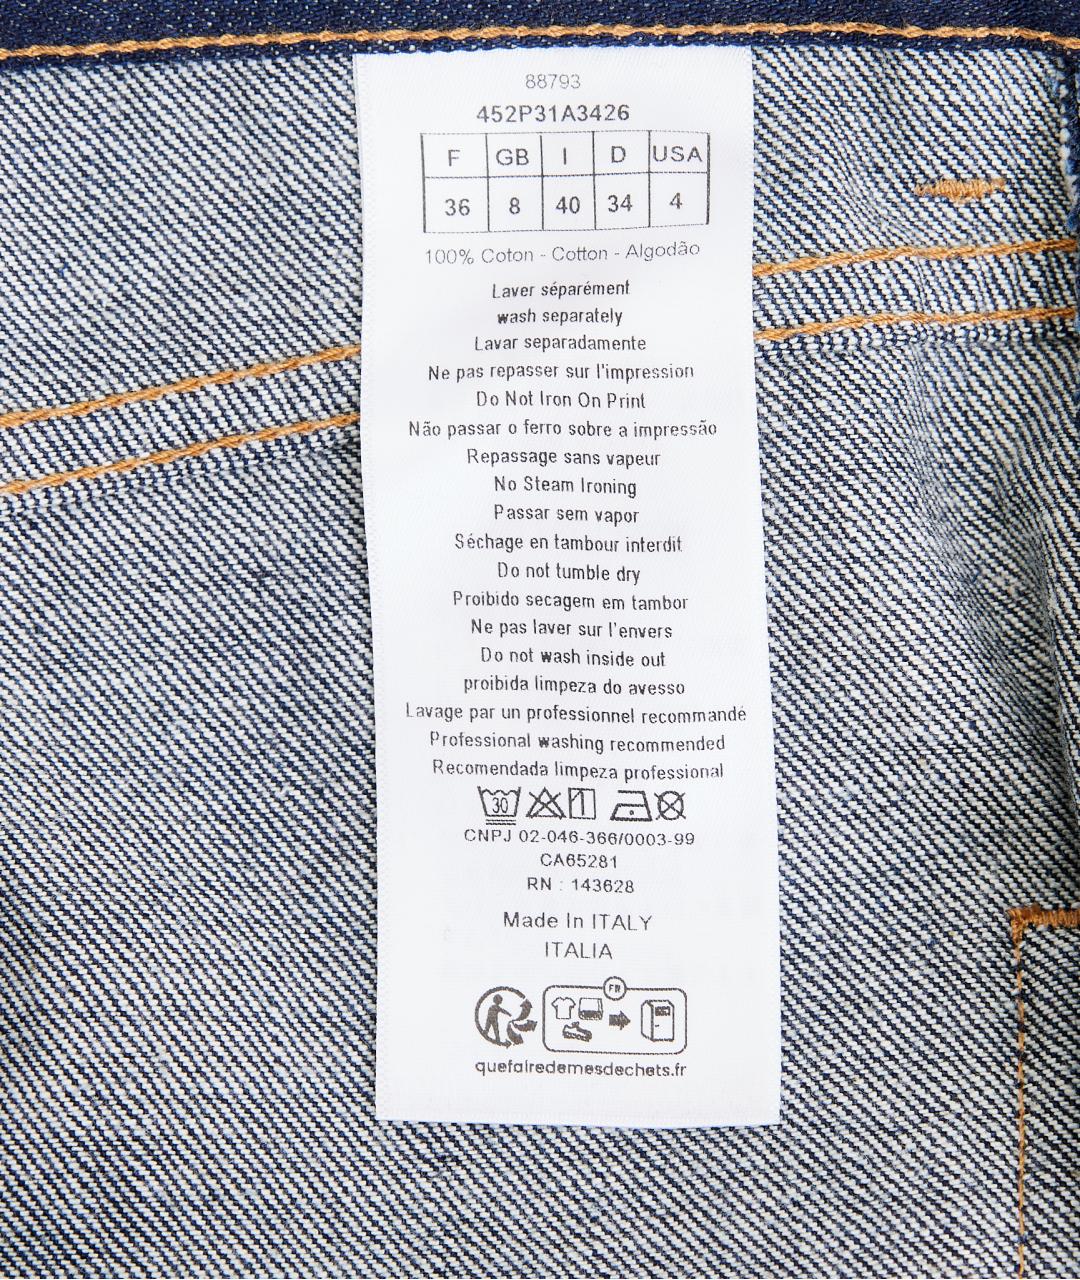 88793
452P31A3426
F GB I D USA
36 8 40 34 4
100% Coton - Cotton - Algodão
Laver séparément
wash separately
Lavar separadamente
Ne pas repasser sur l'impression
Do Not Iron On Print
Não passar o ferro sobre a impressão
Repassage sans vapeur
No Steam Ironing
Passar sem vapor
Séchage en tambour interdit
Do not tumble dry
Proibido secagem em tambor
Ne pas laver sur l'envers
Do not wash inside out
proibida limpeza do avesso
Lavage par un professionnel recommandé
Professional washing recommended
Recomendada limpeza professional
30
CNPJ 02-046-366/0003-99
CA65281
RN : 143628
Made In ITALY
ITALIA
FR
quefairedemesdechets.fr